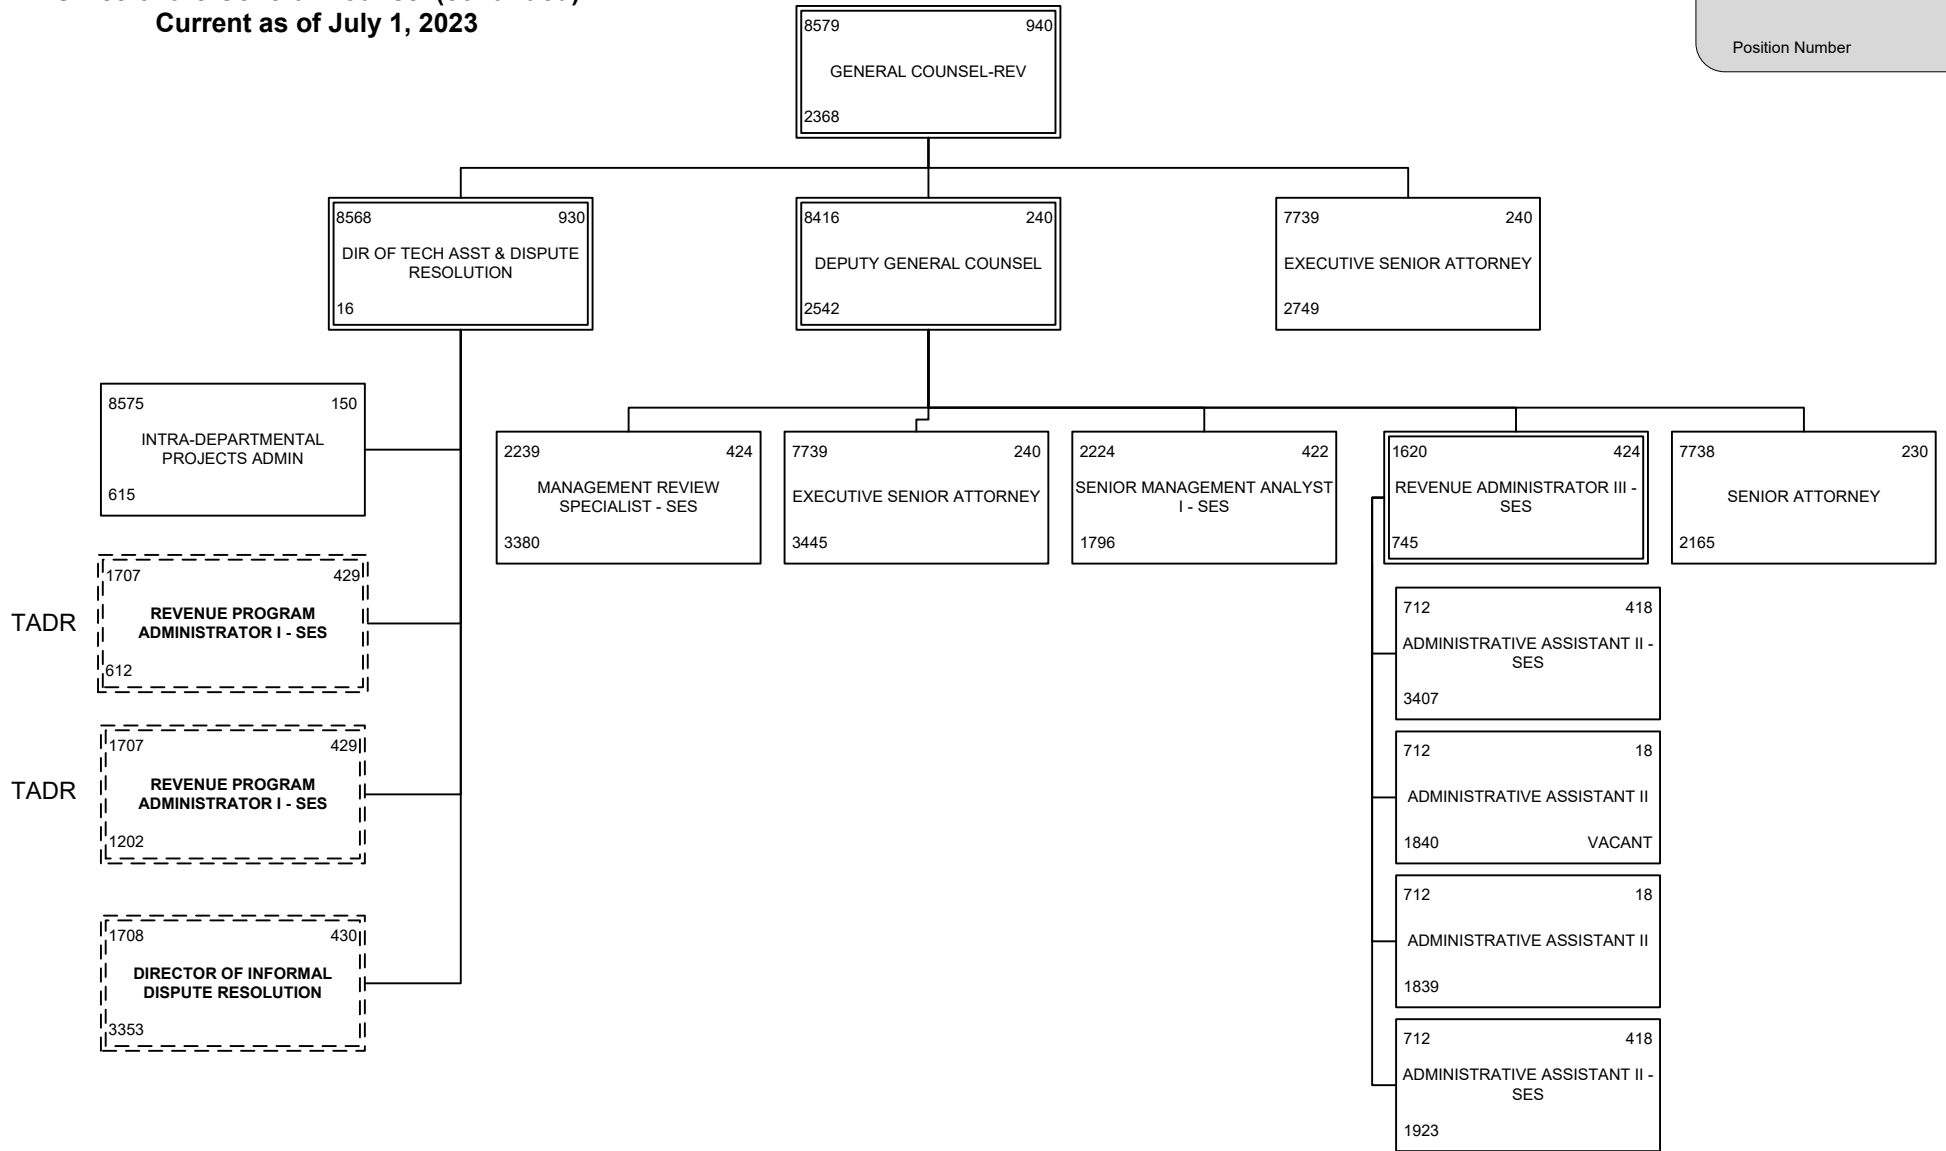 Current as of July 1, 2023
Position Number
8579 940
GENERAL COUNSEL-REV
2368
8568 930
DIR OF TECH ASST & DISPUTE
RESOLUTION
16
8416 240
DEPUTY GENERAL COUNSEL
2542
7739 240
EXECUTIVE SENIOR ATTORNEY
2749
8575 150
INTRA-DEPARTMENTAL
PROJECTS ADMIN
615
2239 424
MANAGEMENT REVIEW
SPECIALIST - SES
3380
7739 240
EXECUTIVE SENIOR ATTORNEY
3445
2224 422
SENIOR MANAGEMENT ANALYST
I - SES
1796
1620 424
REVENUE ADMINISTRATOR III -
SES
745
7738 230
SENIOR ATTORNEY
2165
TADR
1707 429
REVENUE PROGRAM
ADMINISTRATOR I - SES
612
TADR
1707 429
REVENUE PROGRAM
ADMINISTRATOR I - SES
1202
1708 430
DIRECTOR OF INFORMAL
DISPUTE RESOLUTION
3353
712 418
ADMINISTRATIVE ASSISTANT II -
SES
3407
712 18
ADMINISTRATIVE ASSISTANT II
1840 VACANT
712 18
ADMINISTRATIVE ASSISTANT II
1839
712 418
ADMINISTRATIVE ASSISTANT II -
SES
1923